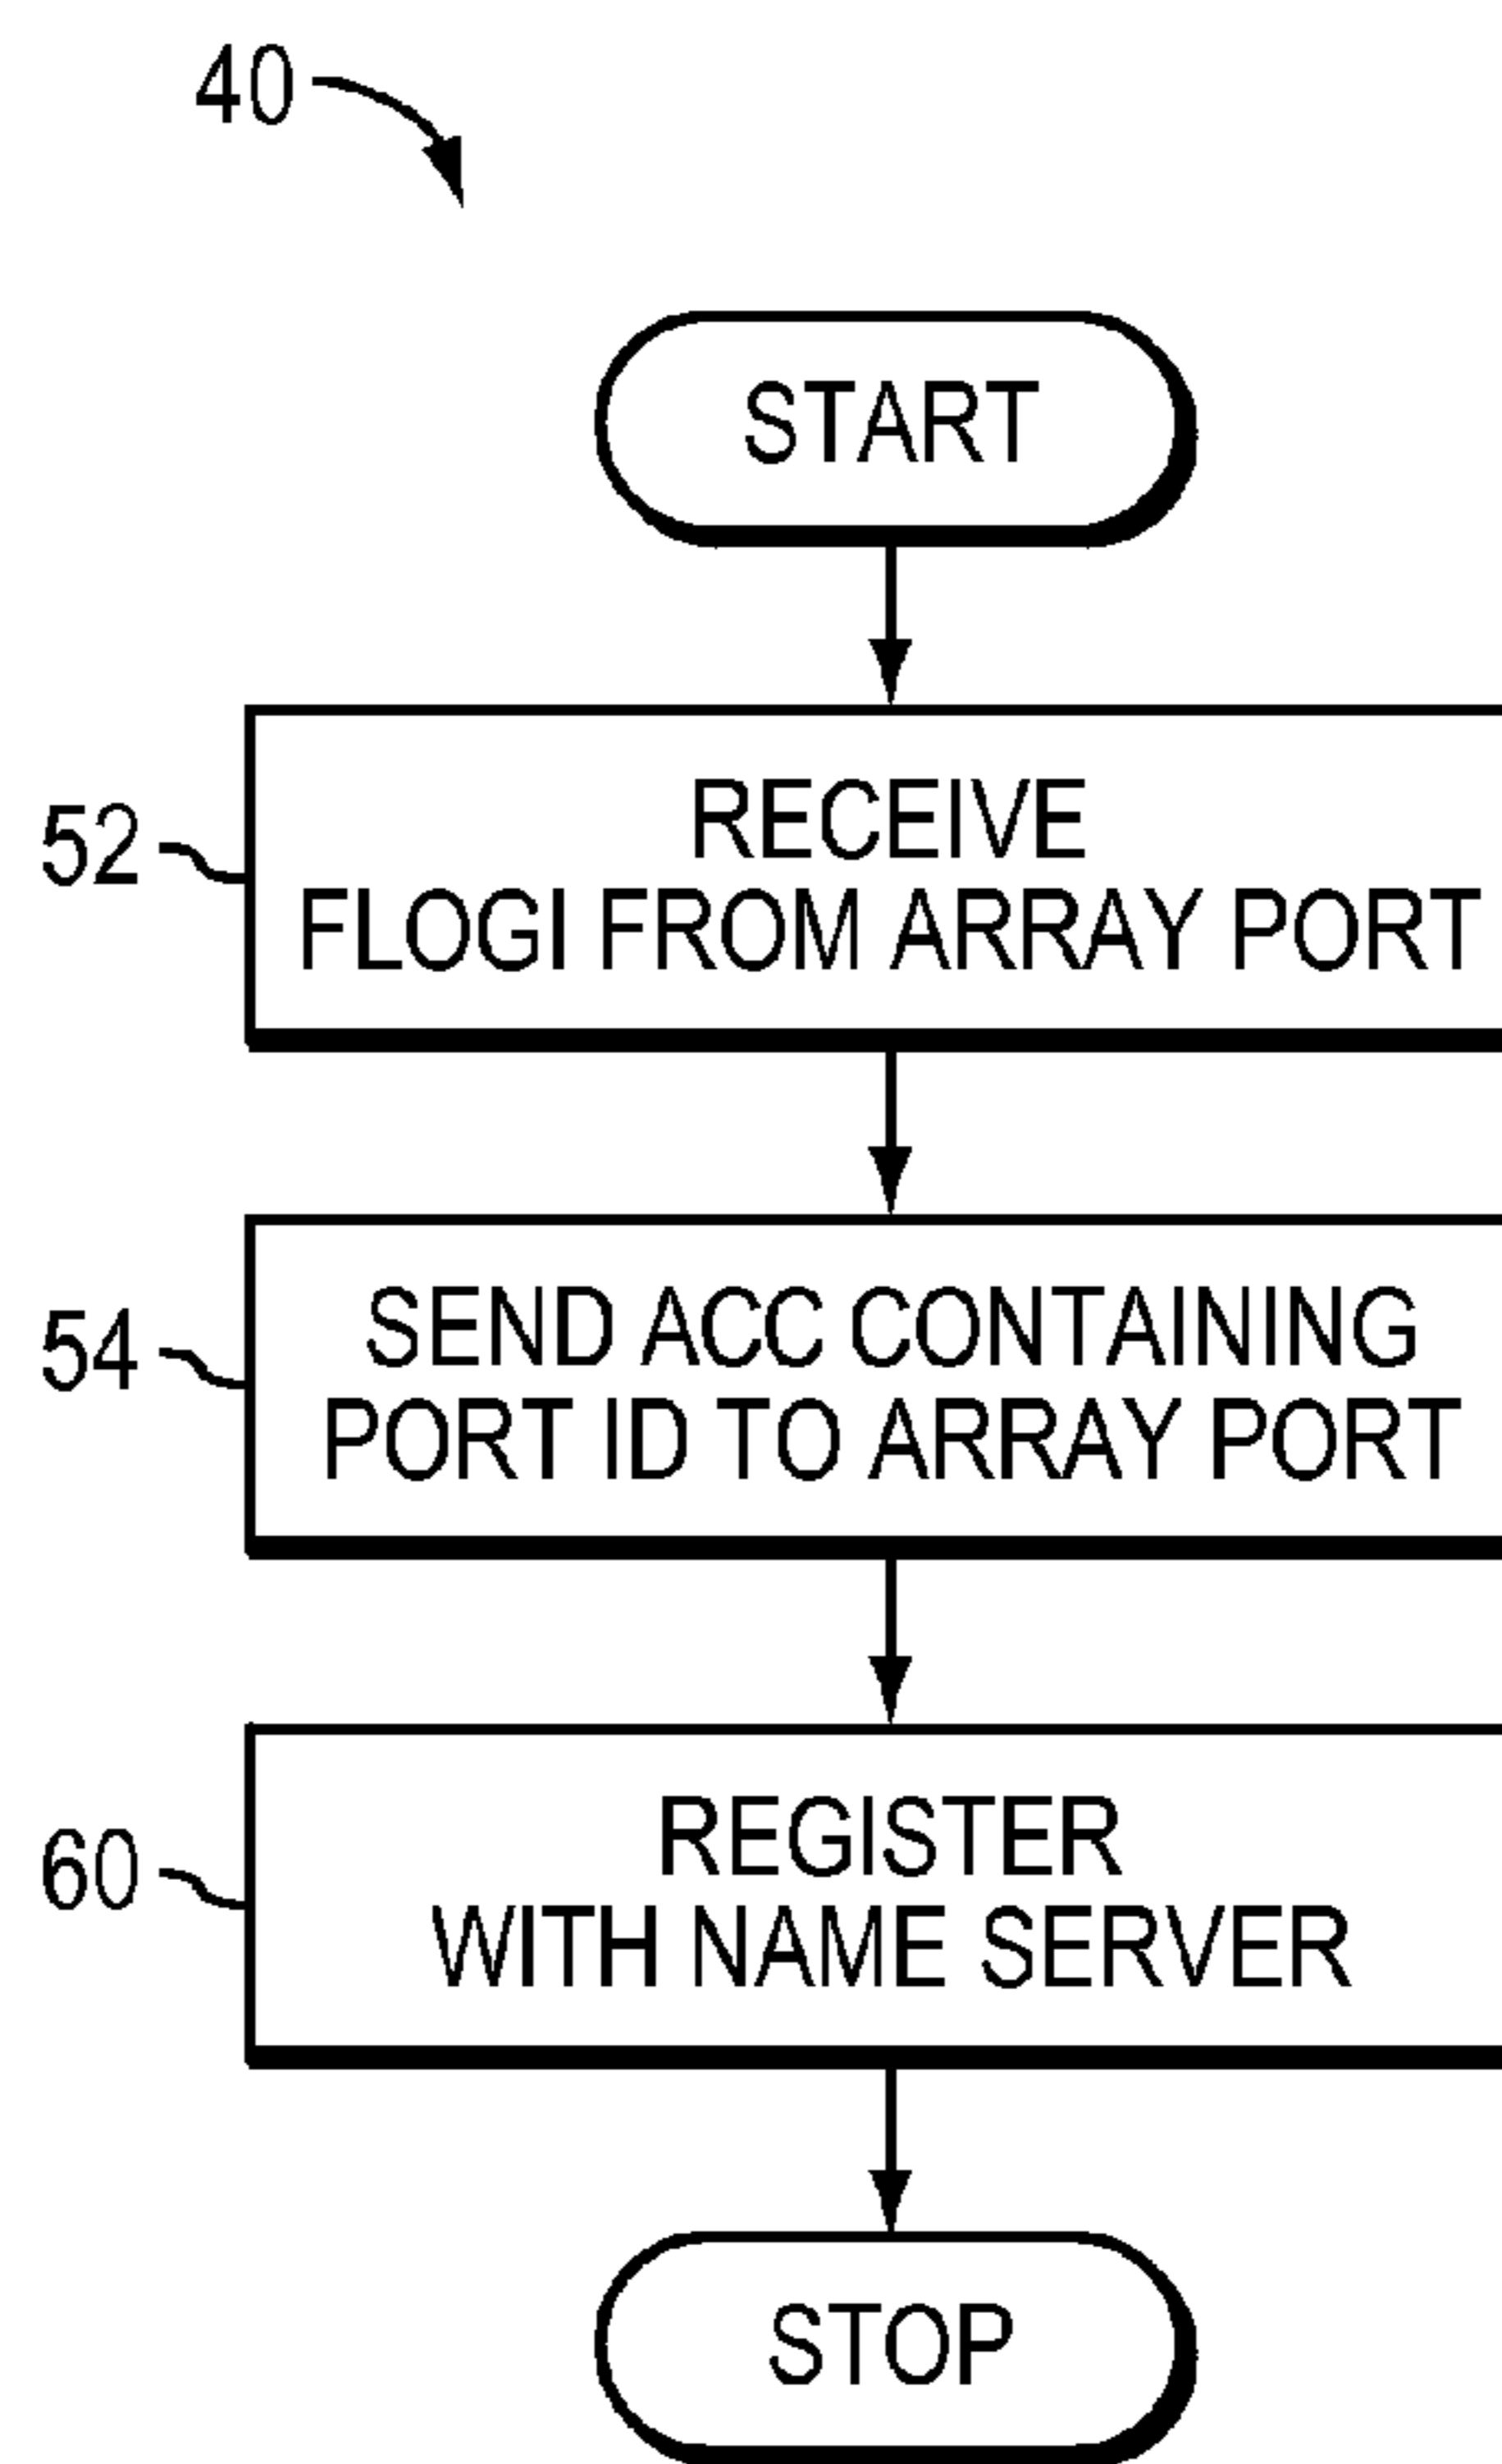 40
START
52
RECEIVE
FLOGI FROM ARRAY PORT
54
SEND ACC CONTAINING
PORT ID TO ARRAY PORT
60
REGISTER
WITH NAME SERVER
STOP